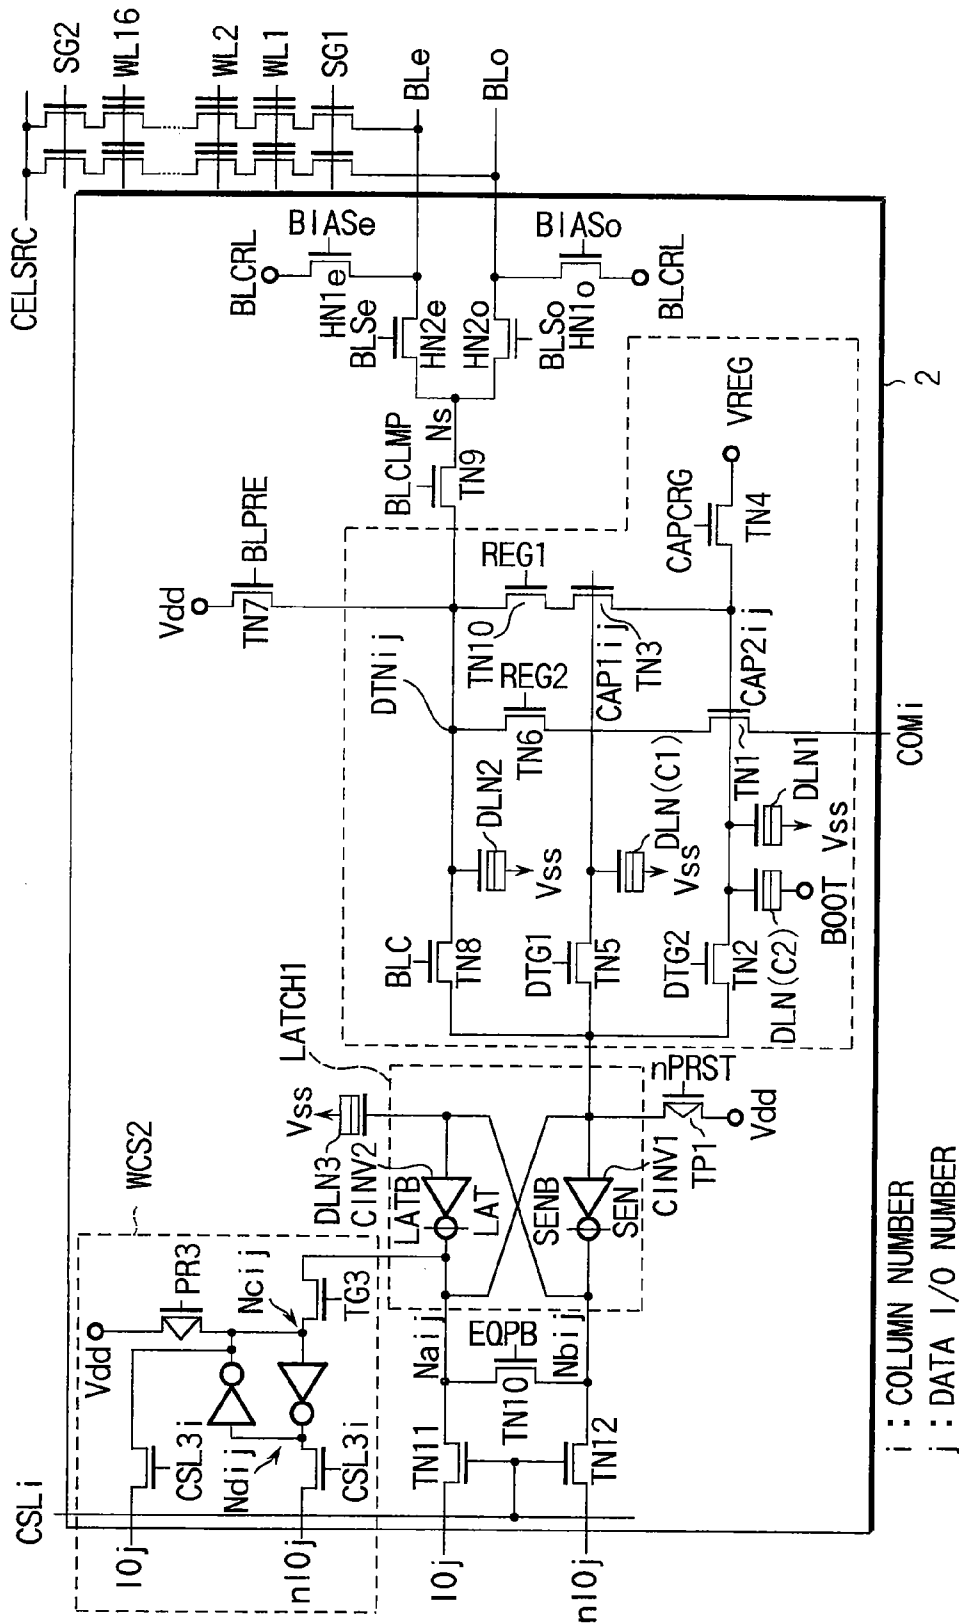 CELSRC
SG2
WL16
WL2
WL1
SG1
BLe
BLo
BLCRL
BIASe
HN1e
BLSe
HN2e
HN2o
BLSo
HN1o
BIASo
BLCRL
2
Ns
BLCLMP
TN9
Vdd
BLPRE
TN7
DTNij
REG1
TN10
REG2
TN6
CAP1ij
TN3
CAPCRG
TN4
VREG
CAP2ij
TN1
COMi
DLN2
Vss
DLN(C1)
Vss
DLN1
Vss
BOOT
DLN(C2)
BLC
TN8
DTG1
TN5
DTG2
TN2
LATCH1
Vss
DLN3
CINV2
LATB
LAT
SENB
SEN
CINV1
nPRST
TP1
Vdd
WCS2
Vdd
PR3
Ncij
TG3
Ndij
CSL3i
CSL3i
CSLi
IOj
nIOj
Naij
EQPB
Nbij
TN10
TN11
TN12
IOj
nIOj
i : COLUMN NUMBER
j : DATA I/O NUMBER